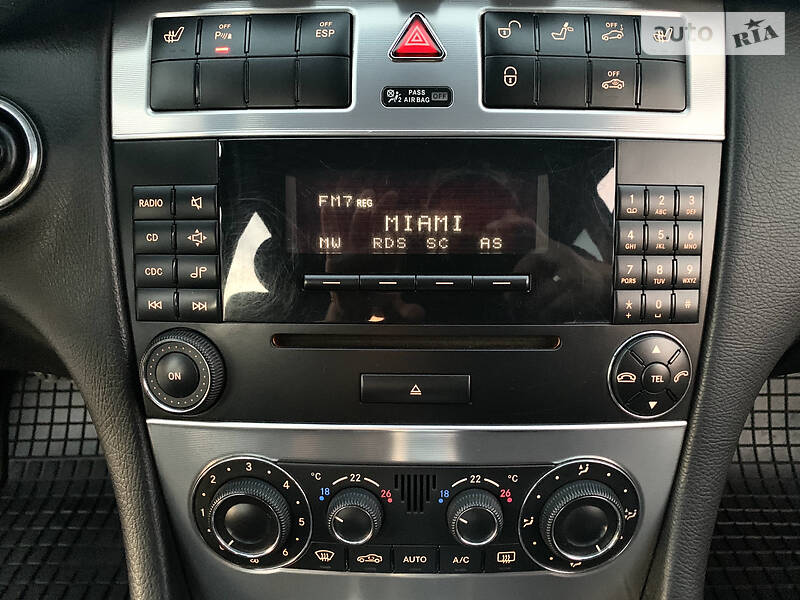 auto RIA
OFF
P
OFF
ESP
OFF
OFF
PASS
2 AIRBAG OFF
RADIO
CD
CDC
FM7 REG
MIAMI
MW RDS SC AS
1 2 ABC 3 DEF
4 GHI 5 JKL 6 MNO
7 PQRS 8 TUV 9 WXYZ
* 0 #
ON
TEL
1 2 3 4 5 6
°C 18 22 26
18 22 26 °C
AUTO
A/C